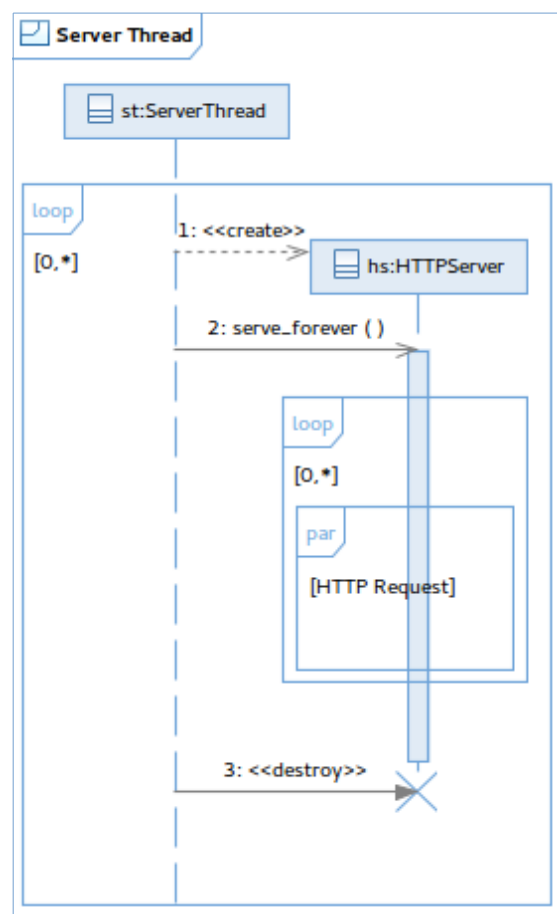 Server Thread
st:ServerThread
loop
[0,*]
1: <<create>>
hs:HTTPServer
2: serve_forever ( )
loop
[0,*]
par
[HTTP Request]
3: <<destroy>>